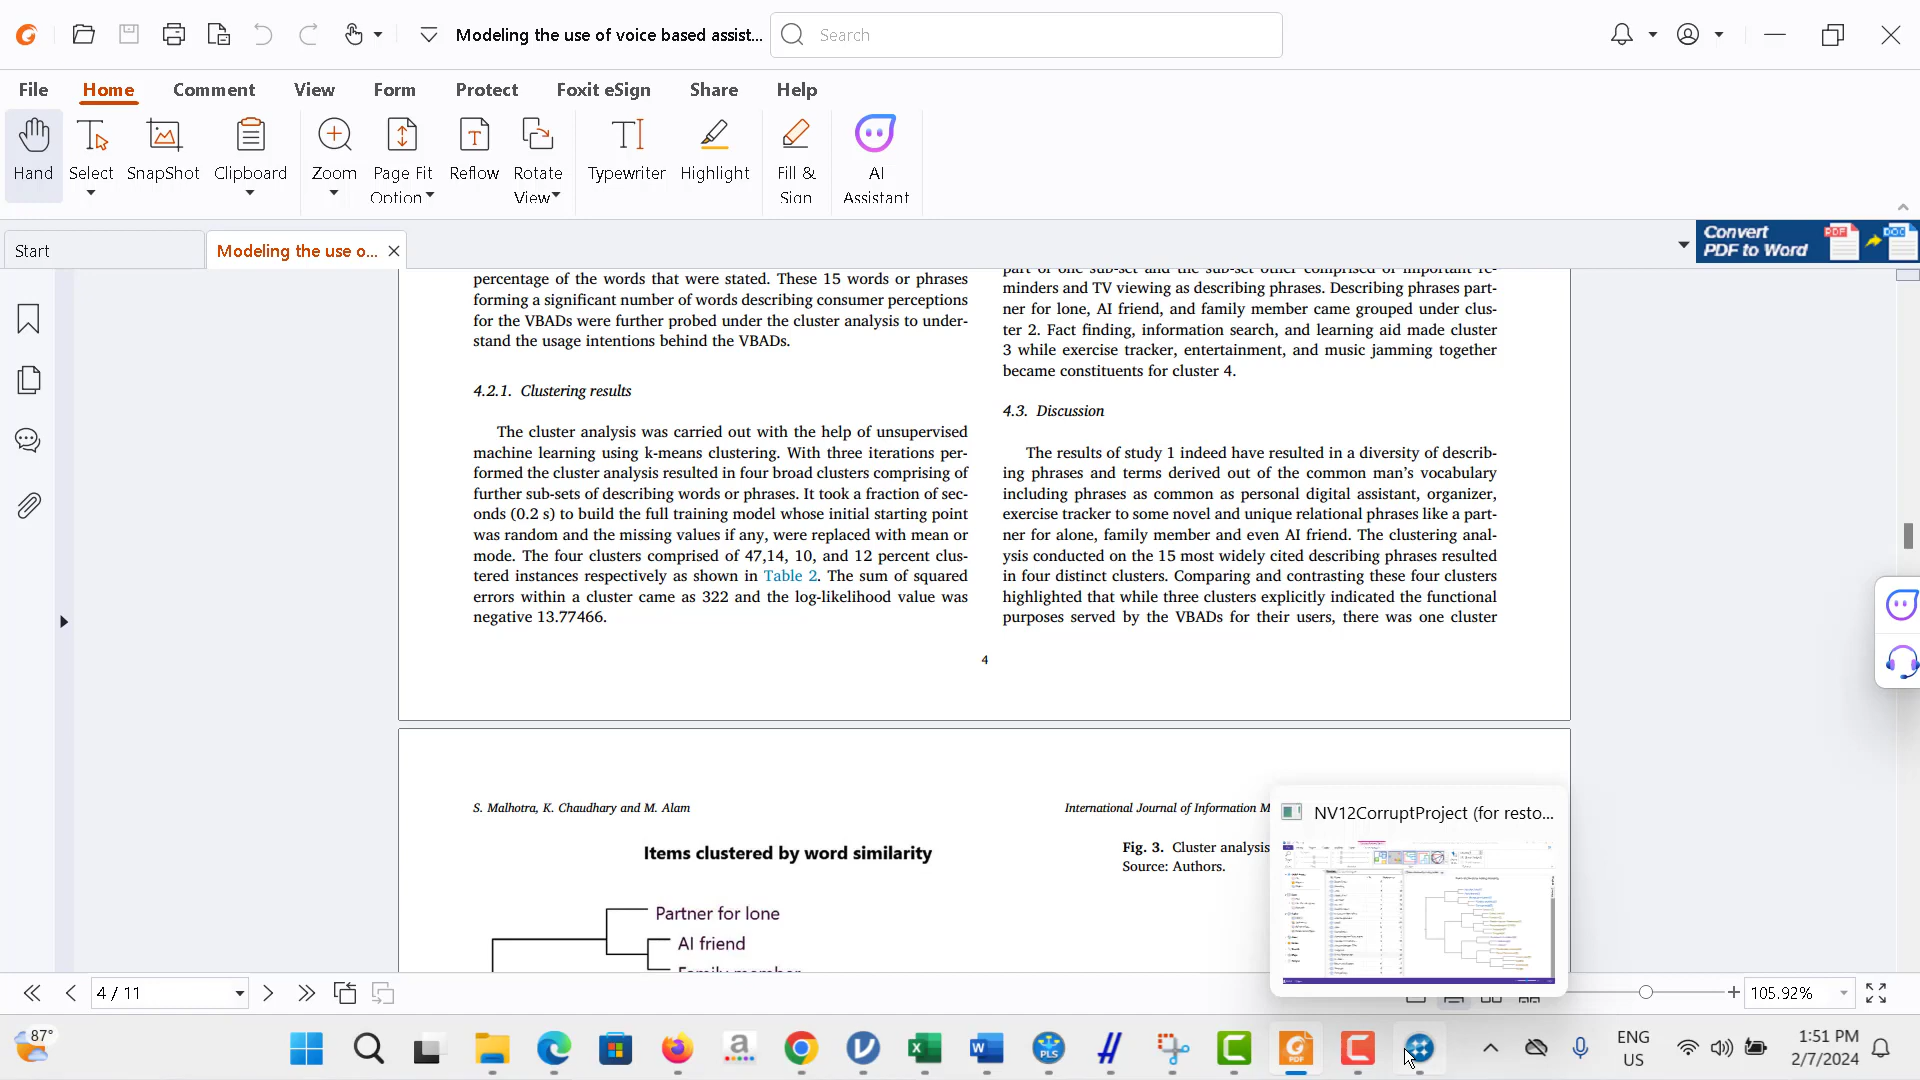 Modeling the use of voice based assist...
Search
File
Home
Comment
View
Form
Protect
Foxit eSign
Share
Help
Hand
Select
SnapShot
Clipboard
Zoom
Page Fit
Option
Reflow
Rotate
View
Typewriter
Highlight
Fill &
Sign
AI
Assistant
Start
Modeling the use o...
Convert
PDF to Word
PDF
DOC
percentage of the words that were stated. These 15 words or phrases
forming a significant number of words describing consumer perceptions
for the VBADs were further probed under the cluster analysis to under-
stand the usage intentions behind the VBADs.
4.2.1. Clustering results
The cluster analysis was carried out with the help of unsupervised
machine learning using k-means clustering. With three iterations per-
formed the cluster analysis resulted in four broad clusters comprising of
further sub-sets of describing words or phrases. It took a fraction of sec-
onds (0.2 s) to build the full training model whose initial starting point
was random and the missing values if any, were replaced with mean or
mode. The four clusters comprised of 47,14, 10, and 12 percent clus-
tered instances respectively as shown in Table 2. The sum of squared
errors within a cluster came as 322 and the log-likelihood value was
negative 13.77466.
part of one sub-set and the sub-set other comprised of important re-
minders and TV viewing as describing phrases. Describing phrases part-
ner for lone, AI friend, and family member came grouped under clus-
ter 2. Fact finding, information search, and learning aid made cluster
3 while exercise tracker, entertainment, and music jamming together
became constituents for cluster 4.
4.3. Discussion
The results of study 1 indeed have resulted in a diversity of describ-
ing phrases and terms derived out of the common man's vocabulary
including phrases as common as personal digital assistant, organizer,
exercise tracker to some novel and unique relational phrases like a part-
ner for alone, family member and even AI friend. The clustering anal-
ysis conducted on the 15 most widely cited describing phrases resulted
in four distinct clusters. Comparing and contrasting these four clusters
highlighted that while three clusters explicitly indicated the functional
purposes served by the VBADs for their users, there was one cluster
4
S. Malhotra, K. Chaudhary and M. Alam
International Journal of Information M
Items clustered by word similarity
Fig. 3. Cluster analysis
Source: Authors.
Partner for lone
AI friend
Family member
NV12CorruptProject (for resto...
4 / 11
105.92%
87°
PLS
PDF
ENG
US
1:51 PM
2/7/2024